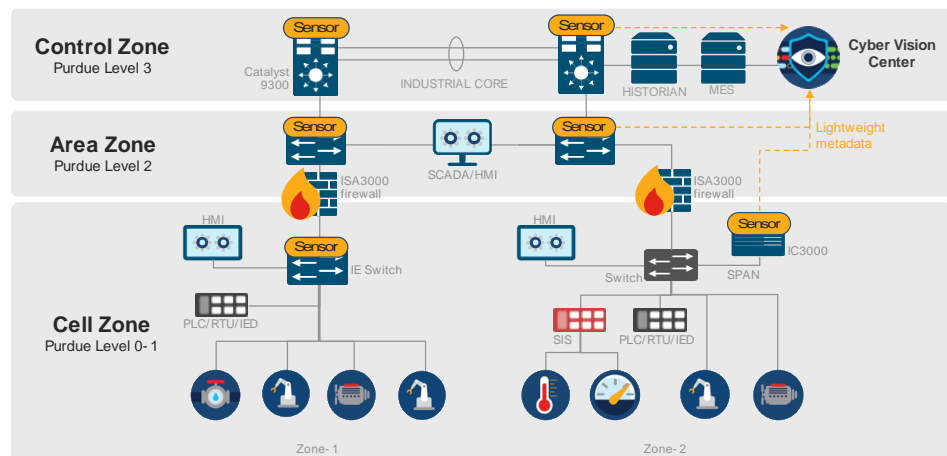 Control Zone
Purdue Level 3
Sensor
Catalyst
9300
INDUSTRIAL CORE
Sensor
HISTORIAN
MES
Cyber Vision
Center
Area Zone
Purdue Level 2
Sensor
SCADA/HMI
Sensor
Lightweight
metadata
ISA3000
firewall
ISA3000
firewall
Cell Zone
Purdue Level 0-1
HMI
Sensor
IE Switch
PLC/RTU/IED
HMI
Switch
SPAN
Sensor
IC3000
SIS
PLC/RTU/IED
Zone-1
Zone-2